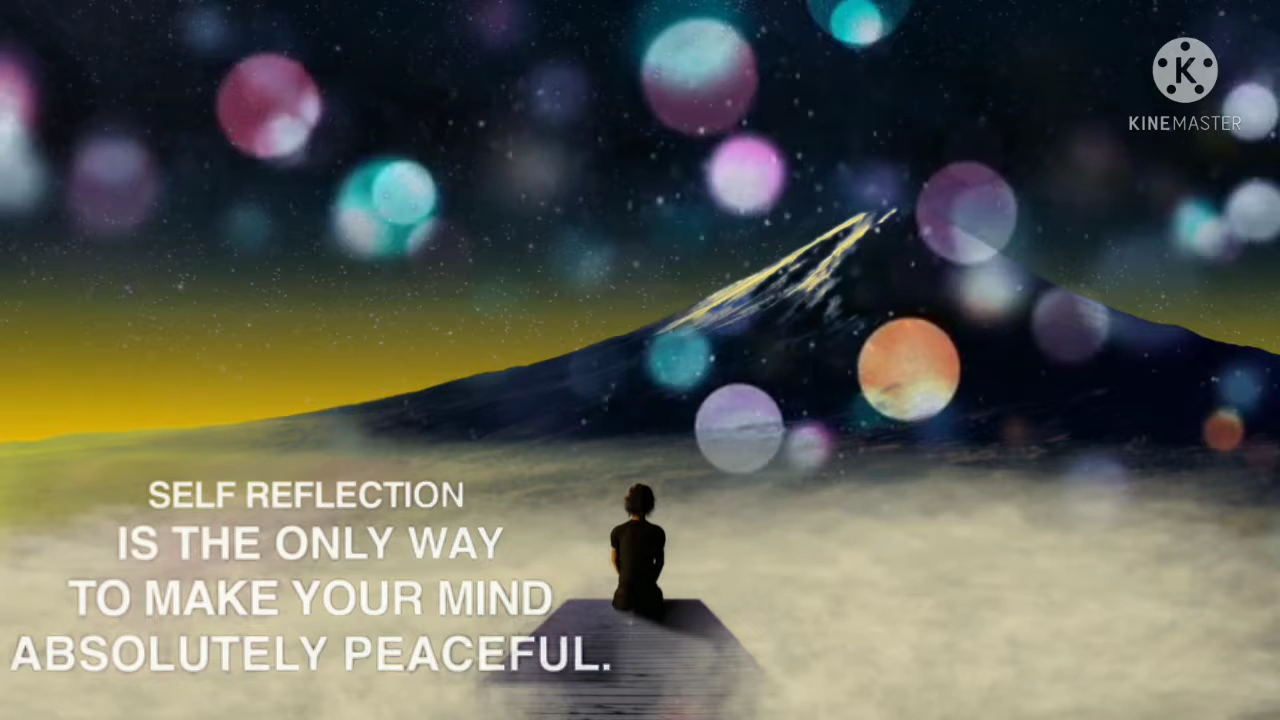 KINEMASTER
SELF REFLECTION
IS THE ONLY WAY
TO MAKE YOUR MIND
ABSOLUTELY PEACEFUL.